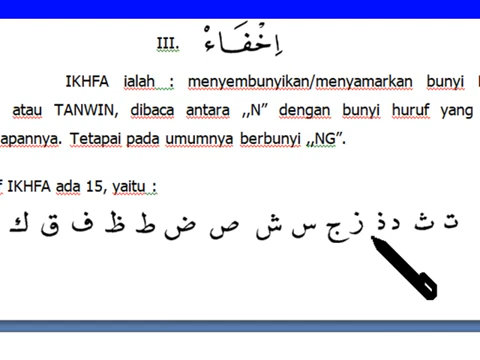 III. اِخْفَاءْ
IKHFA ialah : menyembunyikan/menyamarkan bunyi
atau TANWIN, dibaca antara ,,N” dengan bunyi huruf yang
apannya. Tetapai pada umumnya berbunyi ,,NG”.
IKHFA ada 15, yaitu :
ت ث د ذ ز ج س ش ص ض ط ظ ف ق ك